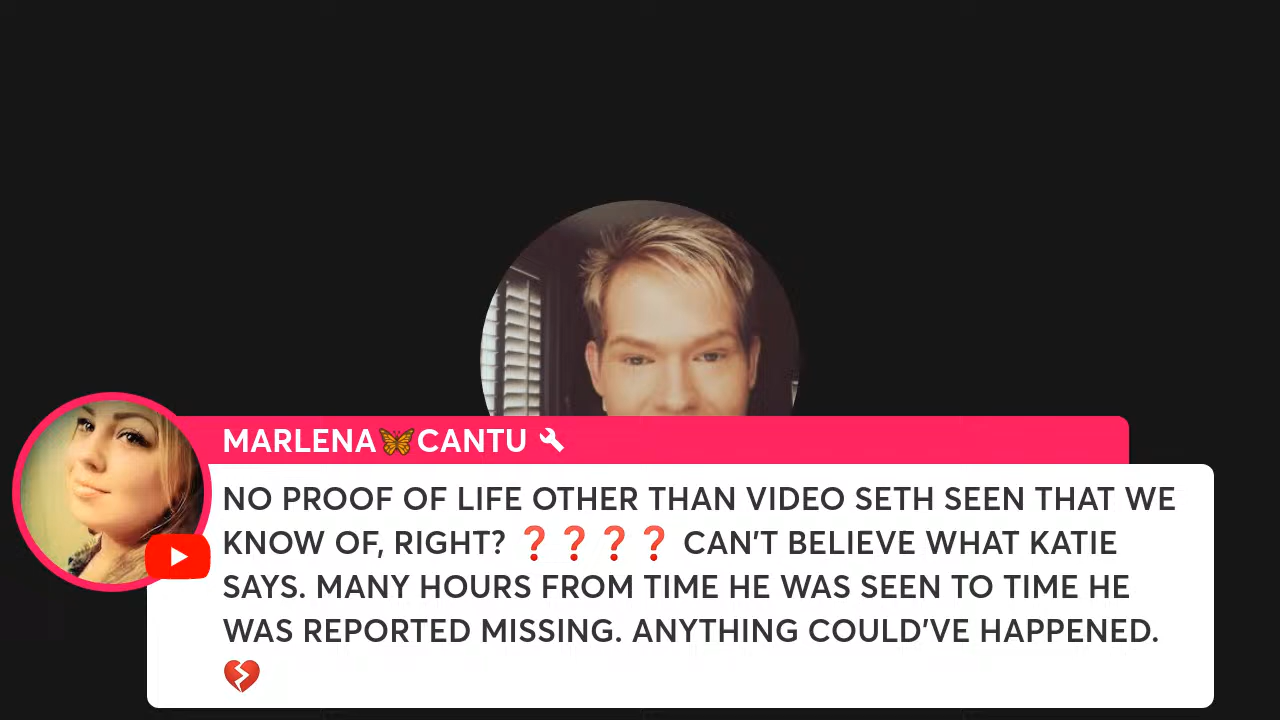 MARLENA🦋CANTU 🔧
NO PROOF OF LIFE OTHER THAN VIDEO SETH SEEN THAT WE
KNOW OF, RIGHT? ❓❓❓❓ CAN'T BELIEVE WHAT KATIE
SAYS. MANY HOURS FROM TIME HE WAS SEEN TO TIME HE
WAS REPORTED MISSING. ANYTHING COULD'VE HAPPENED.
💔